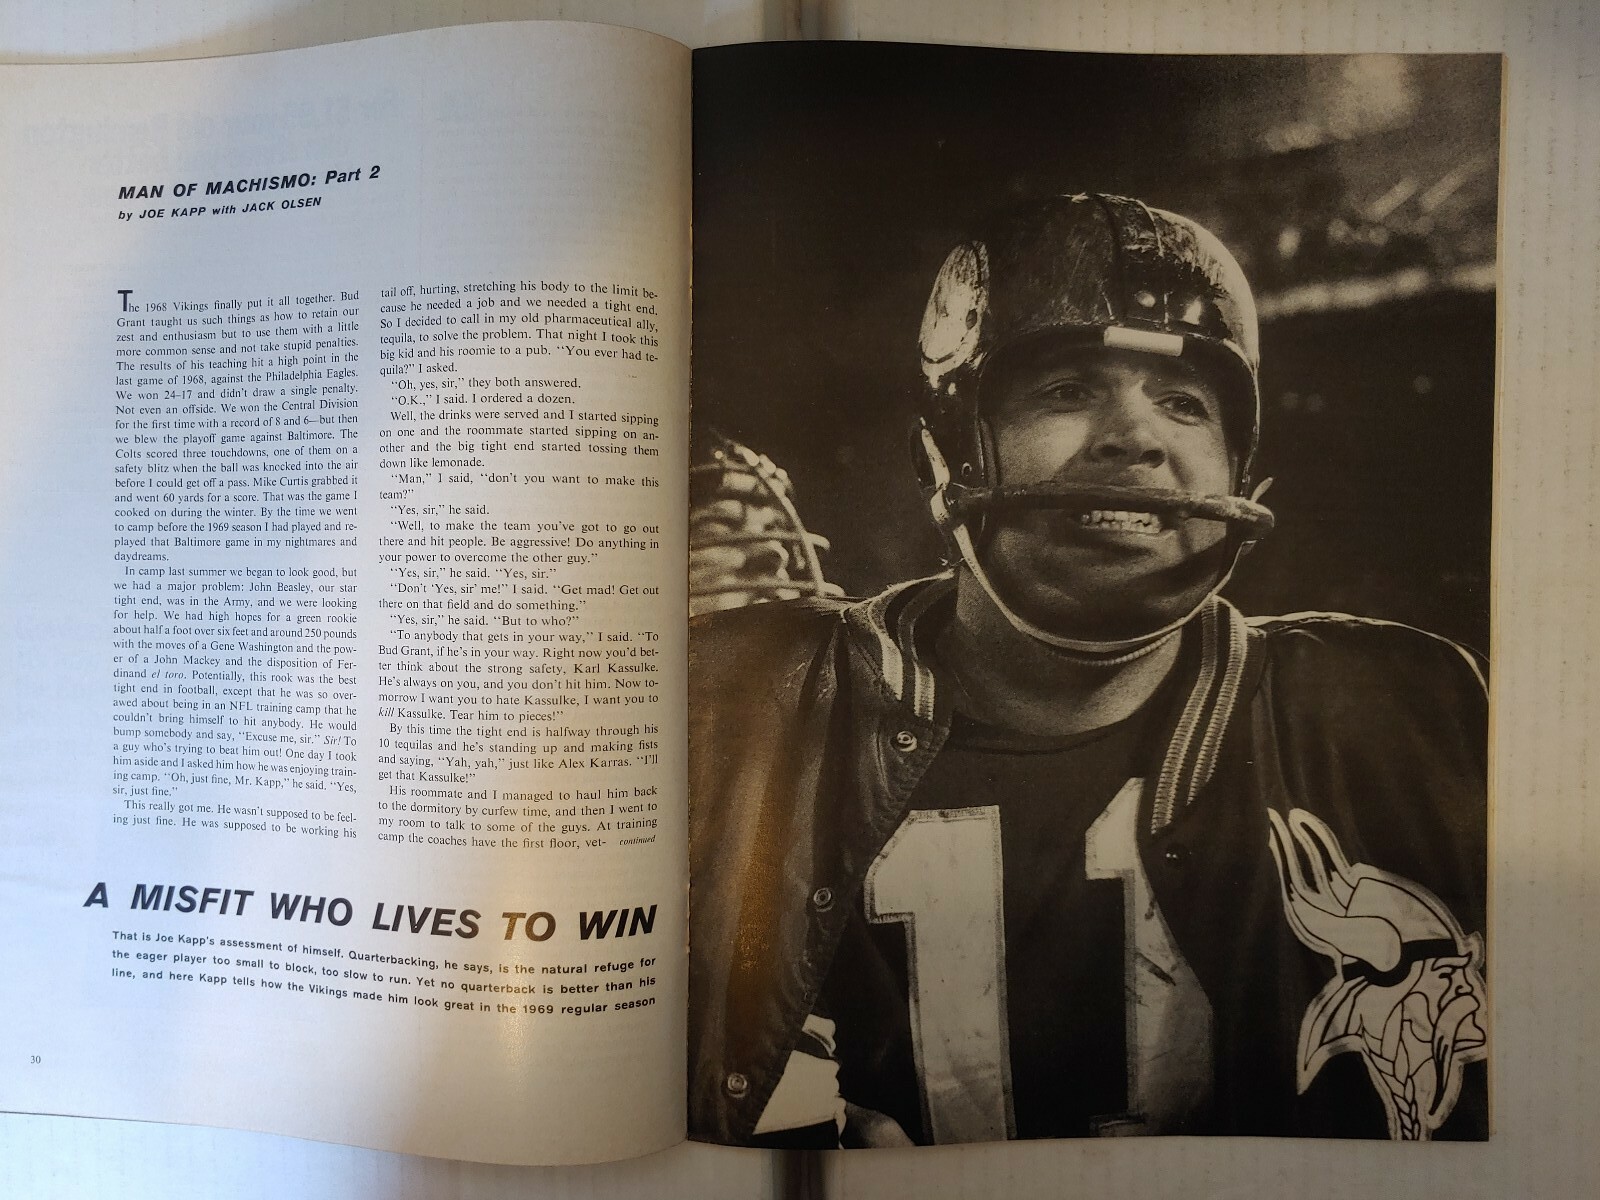 MAN OF MACHISMO: Part 2
by JOE KAPP with JACK OLSEN
The 1968 Vikings finally put it all together. Bud
Grant taught us such things as how to retain our
zest and enthusiasm but to use them with a little
more common sense and not take stupid penalties.
The results of his teaching hit a high point in the
last game of 1968, against the Philadelphia Eagles.
We won 24–17 and didn't draw a single penalty.
Not even an offside. We won the Central Division
for the first time with a record of 8 and 6—but then
we blew the playoff game against Baltimore. The
Colts scored three touchdowns, one of them on a
safety blitz when the ball was knocked into the air
before I could get off a pass. Mike Curtis grabbed it
and went 60 yards for a score. That was the game I
cooked on during the winter. By the time we went
to camp before the 1969 season I had played and re-
played that Baltimore game in my nightmares and
daydreams.
In camp last summer we began to look good, but
we had a major problem: John Beasley, our star
tight end, was in the Army, and we were looking
for help. We had high hopes for a green rookie
about half a foot over six feet and around 250 pounds
with the moves of a Gene Washington and the pow-
er of a John Mackey and the disposition of Fer-
dinand el toro. Potentially, this rook was the best
tight end in football, except that he was so over-
awed about being in an NFL training camp that he
couldn't bring himself to hit anybody. He would
bump somebody and say, "Excuse me, sir." Sir! To
a guy who's trying to beat him out! One day I took
him aside and I asked him how he was enjoying train-
ing camp. "Oh, just fine, Mr. Kapp," he said. "Yes,
sir, just fine."
This really got me. He wasn't supposed to be feel-
ing just fine. He was supposed to be working his
tail off, hurting, stretching his body to the limit be-
cause he needed a job and we needed a tight end.
So I decided to call in my old pharmaceutical ally,
tequila, to solve the problem. That night I took this
big kid and his roomie to a pub. "You ever had te-
quila?" I asked.
"Oh, yes, sir," they both answered.
"O.K.," I said. I ordered a dozen.
Well, the drinks were served and I started sipping
on one and the roommate started sipping on an-
other and the big tight end started tossing them
down like lemonade.
"Man," I said, "don't you want to make this
team?"
"Yes, sir," he said.
"Well, to make the team you've got to go out
there and hit people. Be aggressive! Do anything in
your power to overcome the other guy."
"Yes, sir," he said. "Yes, sir."
"Don't 'Yes, sir' me!" I said. "Get mad! Get out
there on that field and do something."
"Yes, sir," he said. "But to who?"
"To anybody that gets in your way," I said. "To
Bud Grant, if he's in your way. Right now you'd bet-
ter think about the strong safety, Karl Kassulke.
He's always on you, and you don't hit him. Now to-
morrow I want you to hate Kassulke, I want you to
kill Kassulke. Tear him to pieces!"
By this time the tight end is halfway through his
10 tequilas and he's standing up and making fists
and saying, "Yah, yah," just like Alex Karras. "I'll
get that Kassulke!"
His roommate and I managed to haul him back
to the dormitory by curfew time, and then I went to
my room to talk to some of the guys. At training
camp the coaches have the first floor, vet- continued
A MISFIT WHO LIVES TO WIN
That is Joe Kapp's assessment of himself. Quarterbacking, he says, is the natural refuge for
the eager player too small to block, too slow to run. Yet no quarterback is better than his
line, and here Kapp tells how the Vikings made him look great in the 1969 regular season
30
11